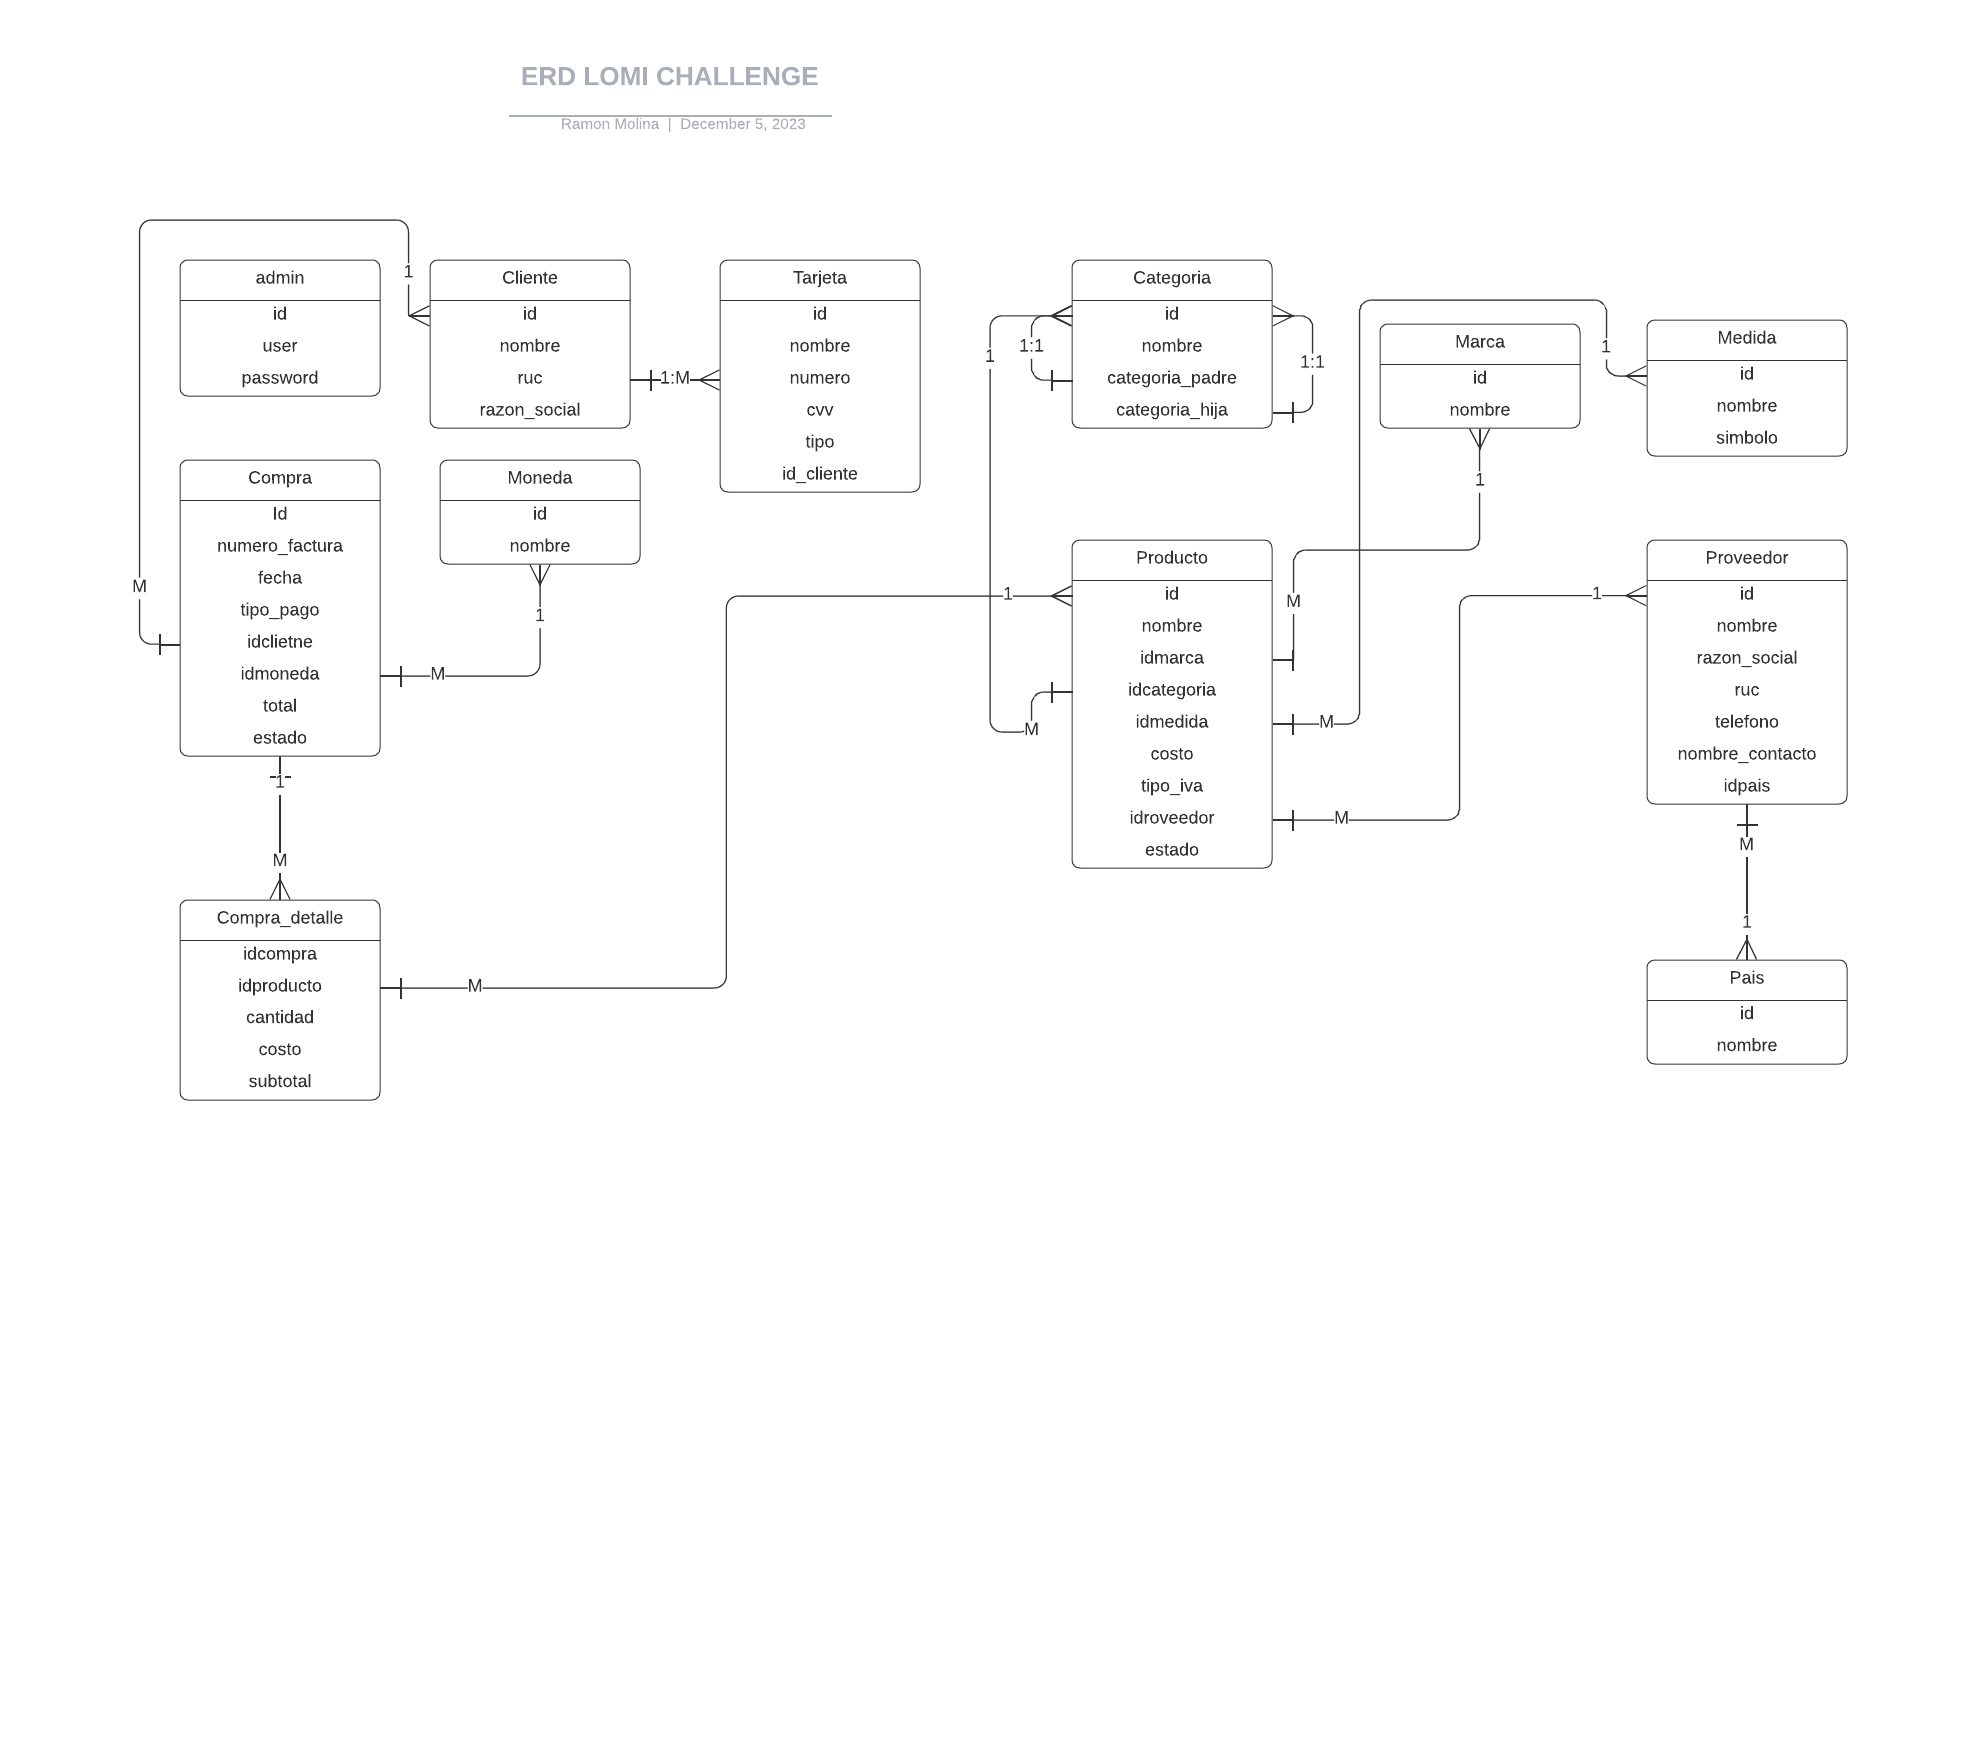 ERD LOMI CHALLENGE
Ramon Molina | December 5, 2023
admin
id
user
password
1
Cliente
id
nombre
ruc
razon_social
1:M
Tarjeta
id
nombre
numero
cvv
tipo
id_cliente
Categoria
id
nombre
categoria_padre
categoria_hija
1
1:1
1:1
Marca
id
nombre
1
1
Medida
id
nombre
simbolo
Compra
Id
numero_factura
fecha
tipo_pago
idclietne
idmoneda
total
estado
M
M
Moneda
id
nombre
1
1
M
Compra_detalle
idcompra
idproducto
cantidad
costo
subtotal
M
1
Producto
id
nombre
idmarca
idcategoria
idmedida
costo
tipo_iva
idroveedor
estado
M
M
M
M
1
Proveedor
id
nombre
razon_social
ruc
telefono
nombre_contacto
idpais
M
1
Pais
id
nombre